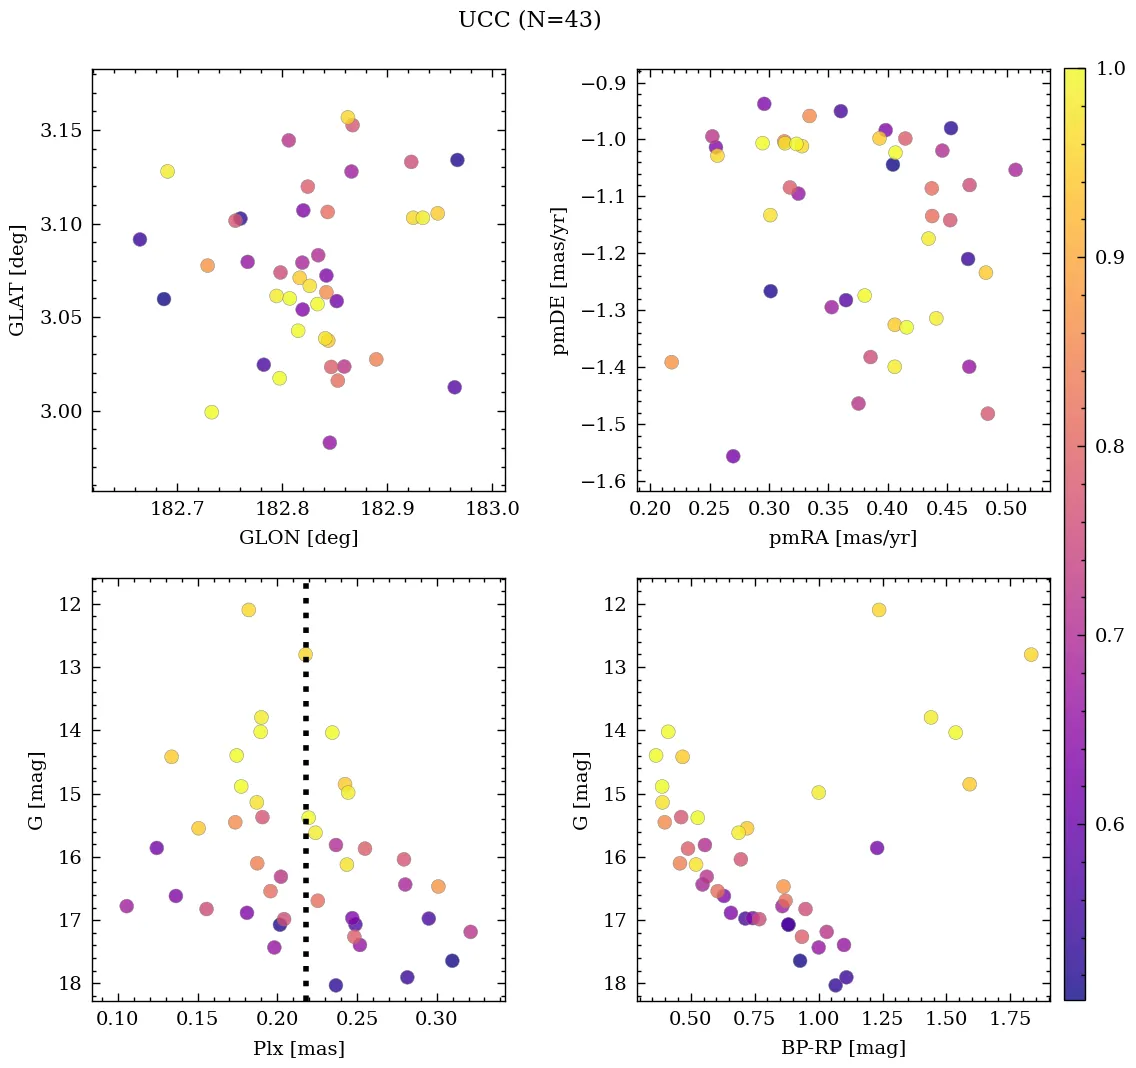 UCC (N=43)
3.15
3.10
3.05
3.00
GLAT [deg]
182.7 182.8 182.9 183.0
GLON [deg]
−0.9
−1.0
−1.1
−1.2
−1.3
−1.4
−1.5
−1.6
pmDE [mas/yr]
0.20 0.25 0.30 0.35 0.40 0.45 0.50
pmRA [mas/yr]
1.0
0.9
0.8
0.7
0.6
12
13
14
15
16
17
18
G [mag]
0.10 0.15 0.20 0.25 0.30
Plx [mas]
12
13
14
15
16
17
18
G [mag]
0.50 0.75 1.00 1.25 1.50 1.75
BP-RP [mag]